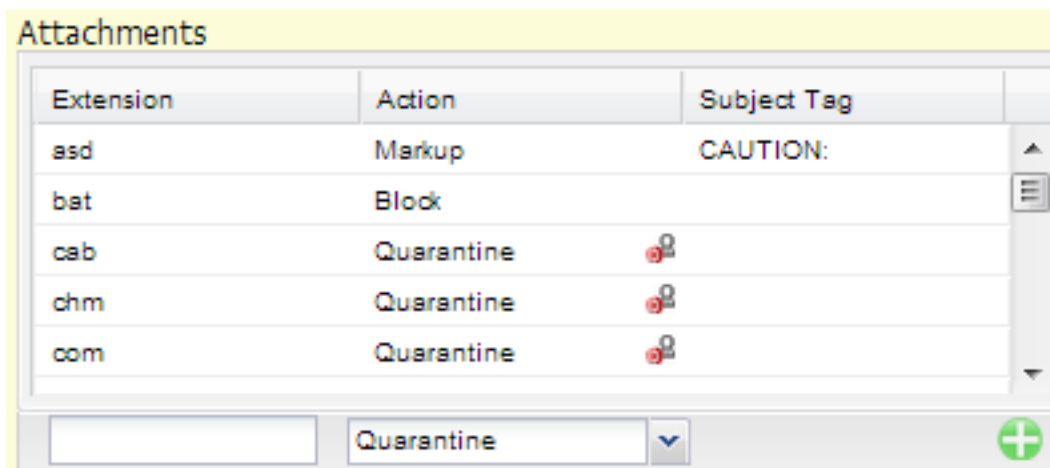 Attachments
Extension Action Subject Tag
asd Markup CAUTION:
bat Block
cab Quarantine
chm Quarantine
com Quarantine
Quarantine